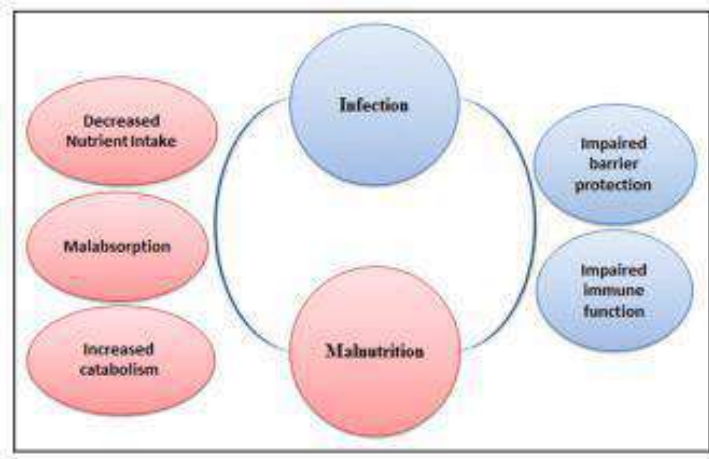 Infection
Decreased
Nutrient Intake
Malabsorption
Increased
catabolism
Impaired
barrier
protection
Impaired
immune
function
Malnutrition